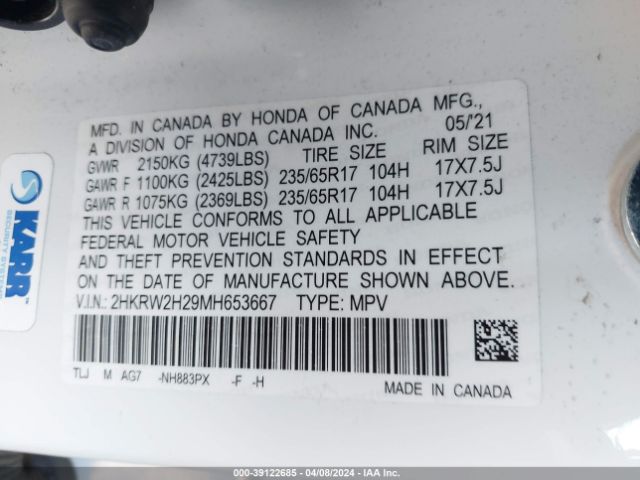 MFD. IN CANADA BY HONDA OF CANADA MFG.,
A DIVISION OF HONDA CANADA INC. 05/'21
GVWR 2150KG (4739LBS) TIRE SIZE RIM SIZE
GAWR F 1100KG (2425LBS) 235/65R17 104H 17X7.5J
GAWR R 1075KG (2369LBS) 235/65R17 104H 17X7.5J
THIS VEHICLE CONFORMS TO ALL APPLICABLE
FEDERAL MOTOR VEHICLE SAFETY
AND THEFT PREVENTION STANDARDS IN EFFECT
ON THE DATE OF MANUFACTURE SHOWN ABOVE.
V.I.N.: 2HKRW2H29MH653667 TYPE: MPV
TLJ M AG7 -NH883PX -F -H
MADE IN CANADA
KARR
SECURITY SYSTEMS
000-39122685 - 04/08/2024 - IAA Inc.